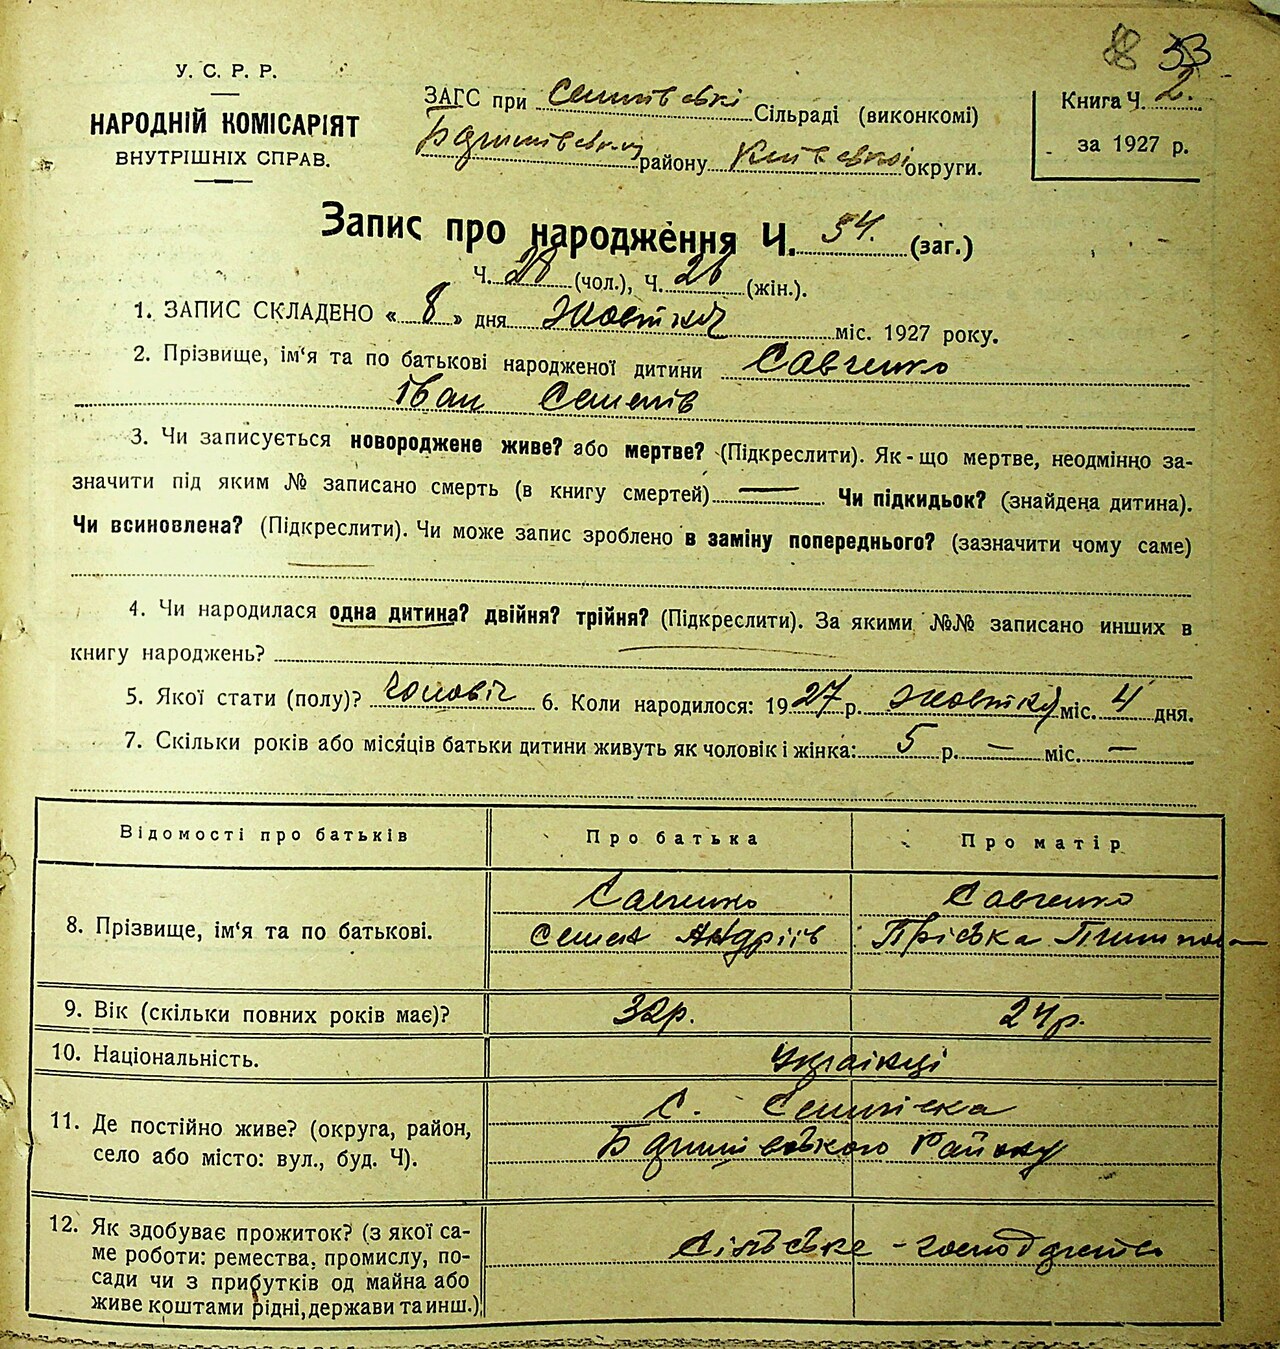 53
У. С. Р. Р.
НАРОДНІЙ КОМІСАРІЯТ
ВНУТРІШНІХ СПРАВ.
ЗАГС при Сільраді (виконкомі)
району Київської округи.
Книга Ч. 2.
за 1927 р.
Запис про народження Ч. 54. (заг.)
Ч. 28 (чол.), Ч. 26 (жін.).
1. ЗАПИС СКЛАДЕНО « 8 » дня Жовтня міс. 1927 року.
2. Прізвище, ім'я та по батькові народженої дитини Савченко
Іван Семенів
3. Чи записується новороджене живе? або мертве? (Підкреслити). Як-що мертве, неодмінно за-
значити під яким № записано смерть (в книгу смертей) — Чи підкидьок? (знайдена дитина).
Чи всиновлена? (Підкреслити). Чи може запис зроблено в заміну попереднього? (зазначити чому саме)
4. Чи народилася одна дитина? двійня? трійня? (Підкреслити). За якими №№ записано инших в
книгу народжень?
5. Якої стати (полу)? Чоловіч 6. Коли народилося: 1927 р. Жовтня міс. 4 дня.
7. Скільки років або місяців батьки дитини живуть як чоловік і жінка: 5 р. — міс. —
Відомості про батьків Про батька Про матір
8. Прізвище, ім'я та по батькові. Савченко Савченко
Семен Андріїв Пріська
9. Вік (скільки повних років має)? 32р. 24р.
10. Національність. Українці
11. Де постійно живе? (округа, район,
село або місто: вул., буд. Ч).
С.
Району
12. Як здобуває прожиток? (з якої са-
ме роботи: ремества, промислу, по-
сади чи з прибутків од майна або
живе коштами рідні, держави та инш.)
Сільське - господарство